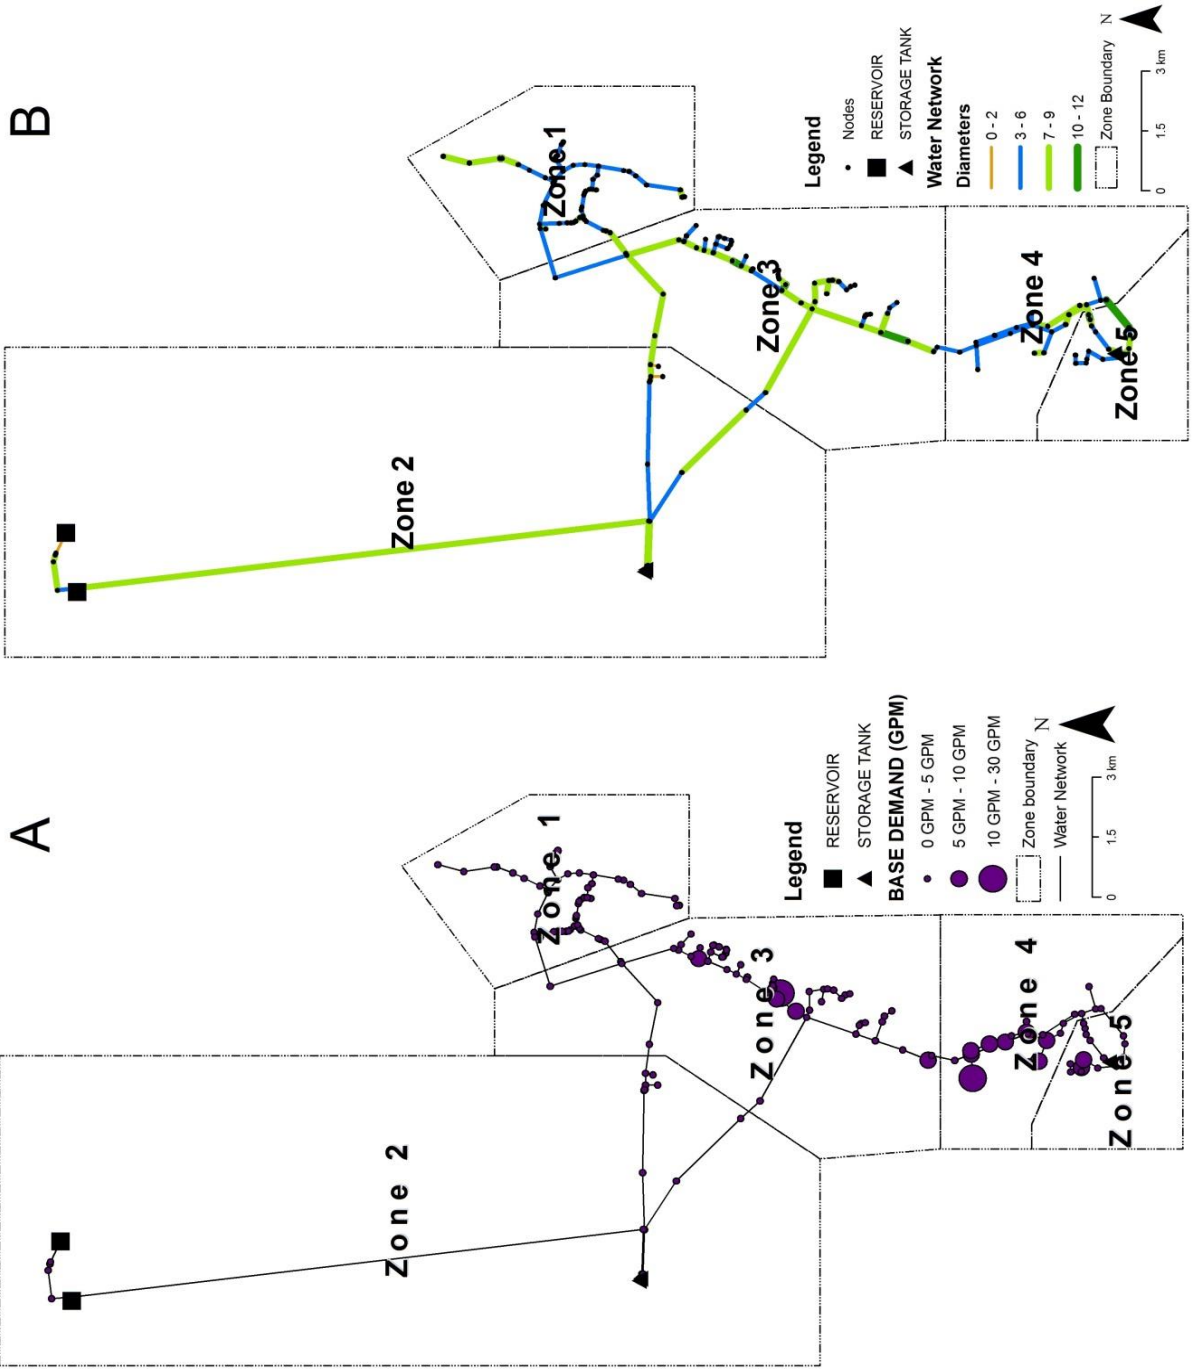 A
Zone 1
Zone 2
Zone 3
Zone 4
Zone 5
Legend
RESERVOIR
STORAGE TANK
BASE DEMAND (GPM)
0 GPM - 5 GPM
5 GPM - 10 GPM
10 GPM - 30 GPM
Zone boundary
Water Network
N
0 1.5 3 km
B
Zone 1
Zone 2
Zone 3
Zone 4
Zone 5
Legend
Nodes
RESERVOIR
STORAGE TANK
Water Network
Diameters
0 - 2
3 - 6
7 - 9
10 - 12
Zone Boundary
N
0 1.5 3 km